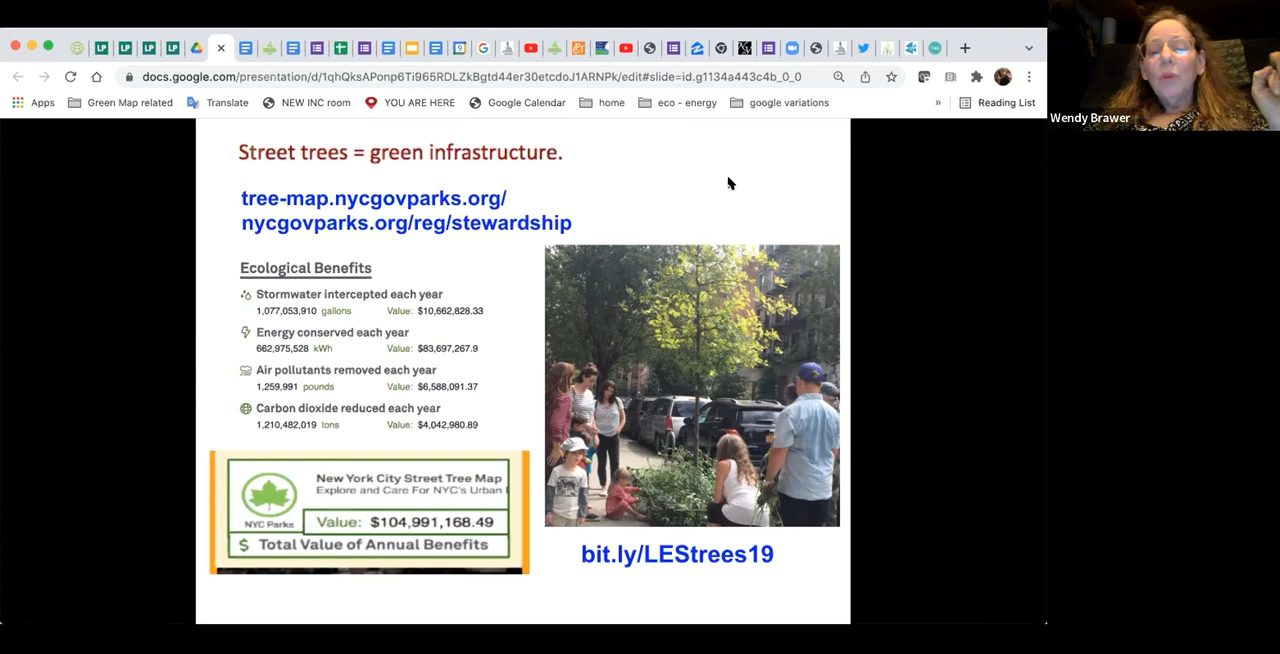 docs.google.com/presentation/d/1qhQksAPonp6Ti965RDLZkBgtd44er30etcdoJ1ARNPk/edit#slide=id.g1134a443c4b_0_0
Apps Green Map related Translate NEW INC room YOU ARE HERE Google Calendar home eco - energy google variations » Reading List
Wendy Brawer
Street trees = green infrastructure.
tree-map.nycgovparks.org/
nycgovparks.org/reg/stewardship
Ecological Benefits
Stormwater intercepted each year
1,077,053,910 gallons Value: $10,662,828.33
Energy conserved each year
662,975,528 kWh Value: $83,697,267.9
Air pollutants removed each year
1,259,991 pounds Value: $6,588,091.37
Carbon dioxide reduced each year
1,210,482,019 tons Value: $4,042,980.89
New York City Street Tree Map
Explore and Care For NYC's Urban
NYC Parks Value: $104,991,168.49
$ Total Value of Annual Benefits
bit.ly/LEStrees19